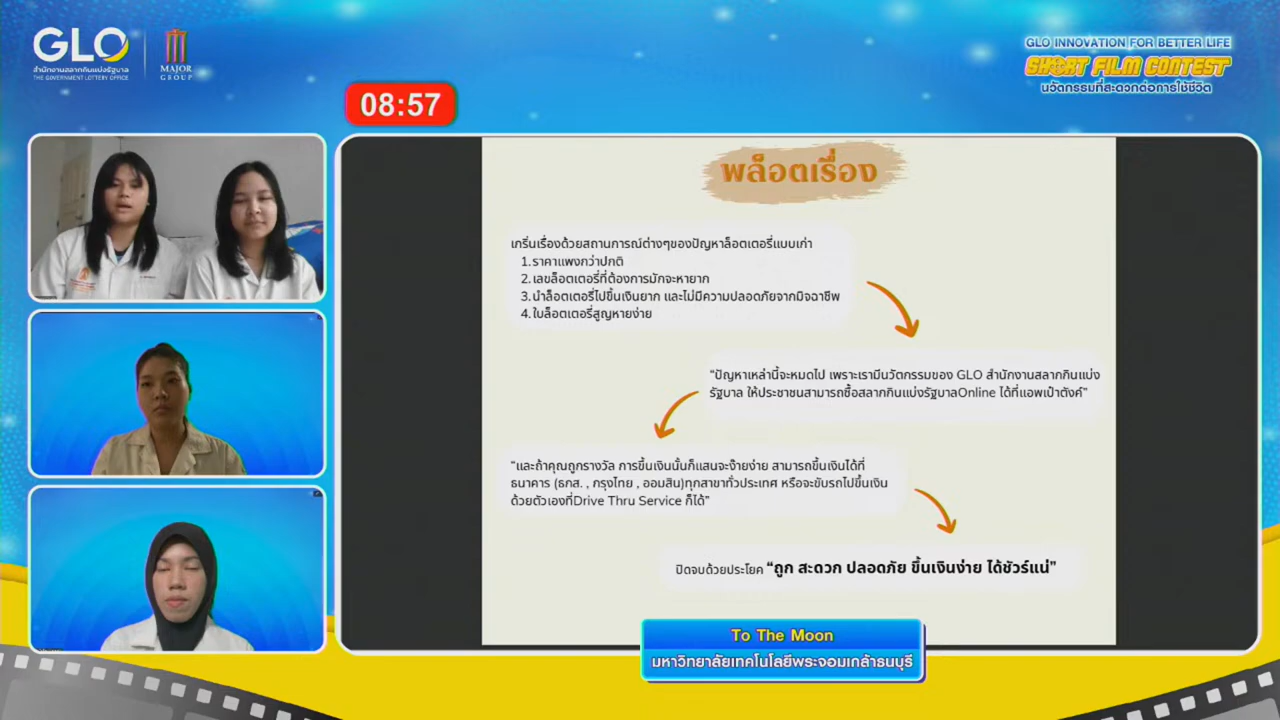 GLO
สำนักงานสลากกินแบ่งรัฐบาล
THE GOVERNMENT LOTTERY OFFICE
MAJOR
GROUP
GLO INNOVATION FOR BETTER LIFE
SHORT FILM CONTEST
นวัตกรรมที่สะดวกต่อการใช้ชีวิต
08:57
พล็อตเรื่อง
เกริ่นเรื่องด้วยสถานการณ์ต่างๆของปัญหาล็อตเตอรี่แบบเก่า
1. ราคาแพงกว่าปกติ
2. เลขล็อตเตอรี่ที่ต้องการมักจะหายาก
3. นำล็อตเตอรี่ไปขึ้นเงินยาก และไม่มีความปลอดภัยจากมิจฉาชีพ
4. ใบล็อตเตอรี่สูญหายง่าย
“ปัญหาเหล่านี้จะหมดไป เพราะเรามีนวัตกรรมของ GLO สำนักงานสลากกินแบ่ง
รัฐบาล ให้ประชาชนสามารถซื้อสลากกินแบ่งรัฐบาลOnline ได้ที่แอพเป๋าตังค์”
“และถ้าคุณถูกรางวัล การขึ้นเงินนั้นก็แสนจะง๊ายง่าย สามารถขึ้นเงินได้ที่
ธนาคาร (ธกส. , กรุงไทย , ออมสิน)ทุกสาขาทั่วประเทศ หรือจะขับรถไปขึ้นเงิน
ด้วยตัวเองที่Drive Thru Service ก็ได้”
ปิดจบด้วยประโยค “ถูก สะดวก ปลอดภัย ขึ้นเงินง่าย ได้ชัวร์แน่”
To The Moon
มหาวิทยาลัยเทคโนโลยีพระจอมเกล้าธนบุรี